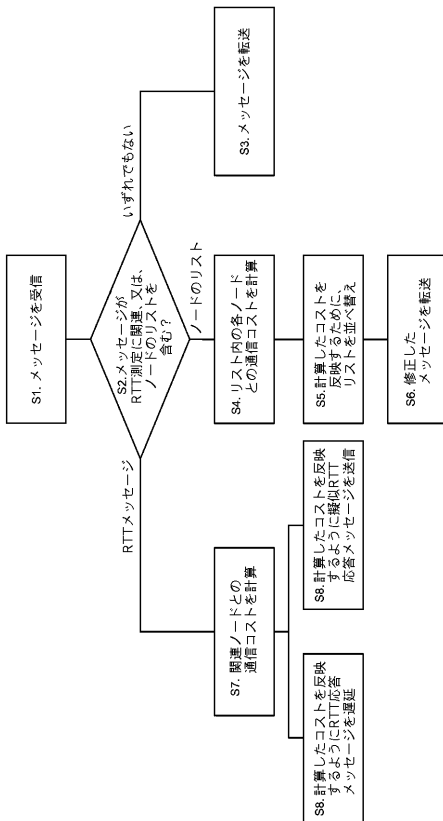 S1. メッセージを受信
S2. メッセージが
RTT測定に関連、又は、
ノードのリストを
含む?
いずれでもない
ノードのリスト
RTTメッセージ
S3. メッセージを転送
S4. リスト内の各ノード
との通信コストを計算
S5. 計算したコストを
反映するために、
リストを並べ替え
S6. 修正した
メッセージを転送
S7. 関連ノードとの
通信コストを計算
S8. 計算したコストを反映
するようにRTT応答
メッセージを遅延
S8. 計算したコストを反映
するように擬似RTT
応答メッセージを送信